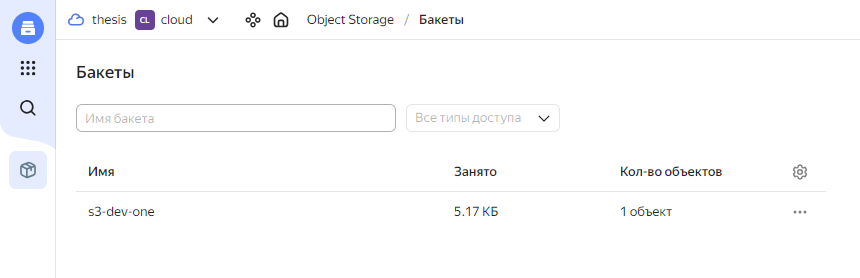 thesis CL cloud Object Storage / Бакеты
Бакеты
Имя бакета Все типы доступа
Имя Занято Кол-во объектов
s3-dev-one 5.17 КБ 1 объект